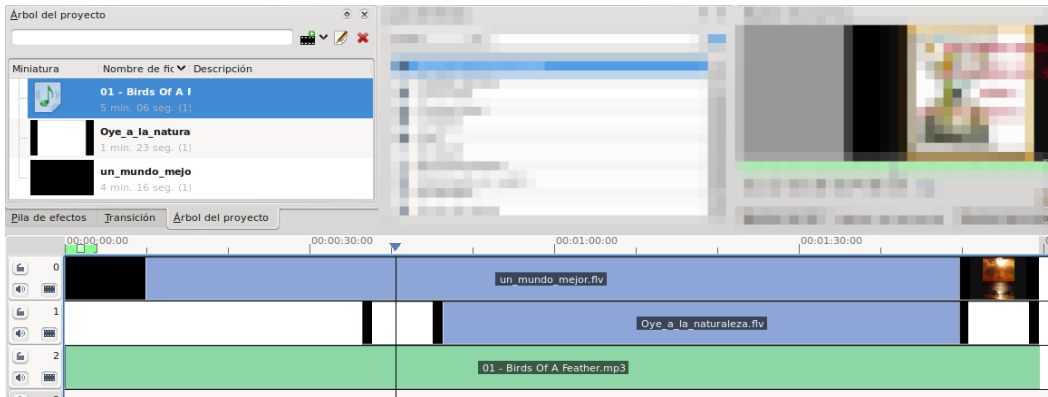 Árbol del proyecto
Miniatura Nombre de fic Descripción
01 - Birds Of A F
5 min. 06 seg. (1)
Oye_a_la_natura
1 min. 23 seg. (1)
un_mundo_mejo
4 min. 16 seg. (1)
Pila de efectos Transición Árbol del proyecto
00:00:00:00 00:00:30:00 00:01:00:00 00:01:30:00
0
un_mundo_mejor.flv
1
Oye_a_la_naturaleza.flv
2
01 - Birds Of A Feather.mp3